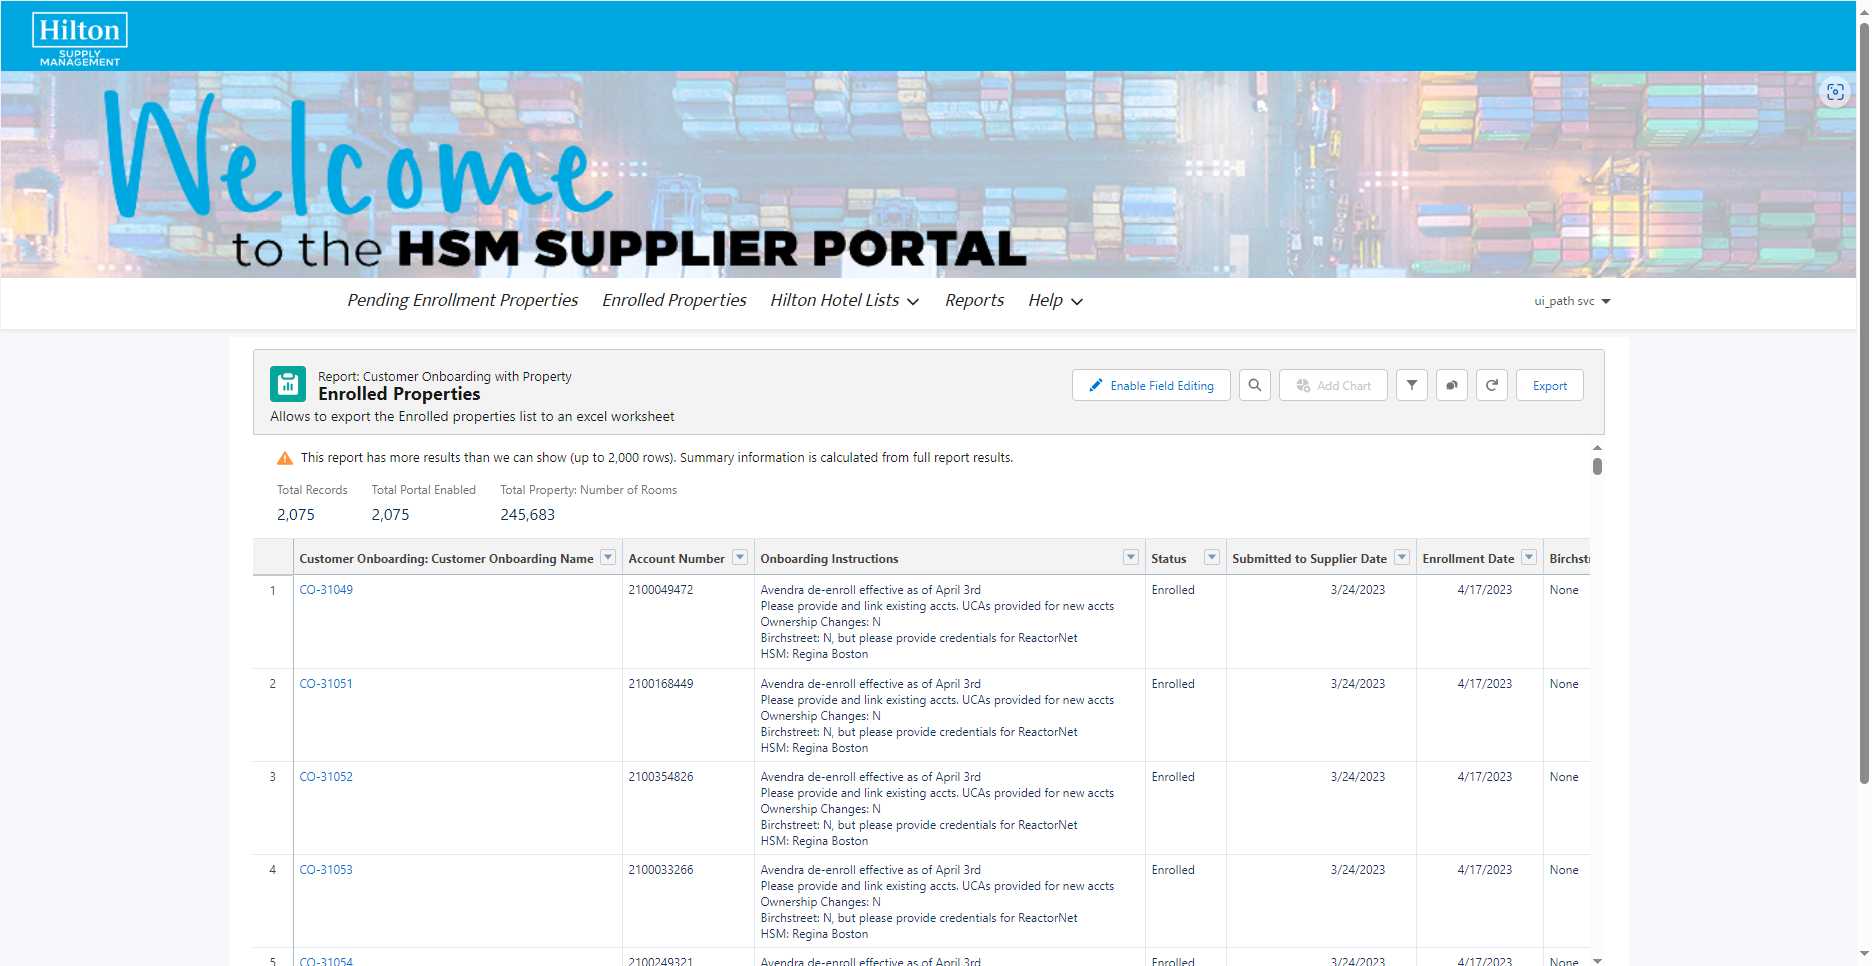 Hilton
SUPPLY
MANAGEMENT
Welcome
to the HSM SUPPLIER PORTAL
Pending Enrollment Properties Enrolled Properties Hilton Hotel Lists Reports Help ui_path svc
Report: Customer Onboarding with Property
Enrolled Properties
Allows to export the Enrolled properties list to an excel worksheet
Enable Field Editing Add Chart Export
This report has more results than we can show (up to 2,000 rows). Summary information is calculated from full report results.
Total Records Total Portal Enabled Total Property: Number of Rooms
2,075 2,075 245,683
Customer Onboarding: Customer Onboarding Name Account Number Onboarding Instructions Status Submitted to Supplier Date Enrollment Date Birchstr
1 CO-31049 2100049472 Avendra de-enroll effective as of April 3rd Enrolled 3/24/2023 4/17/2023 None
Please provide and link existing accts. UCAs provided for new accts
Ownership Changes: N
Birchstreet: N, but please provide credentials for ReactorNet
HSM: Regina Boston
2 CO-31051 2100168449 Avendra de-enroll effective as of April 3rd Enrolled 3/24/2023 4/17/2023 None
Please provide and link existing accts. UCAs provided for new accts
Ownership Changes: N
Birchstreet: N, but please provide credentials for ReactorNet
HSM: Regina Boston
3 CO-31052 2100354826 Avendra de-enroll effective as of April 3rd Enrolled 3/24/2023 4/17/2023 None
Please provide and link existing accts. UCAs provided for new accts
Ownership Changes: N
Birchstreet: N, but please provide credentials for ReactorNet
HSM: Regina Boston
4 CO-31053 2100033266 Avendra de-enroll effective as of April 3rd Enrolled 3/24/2023 4/17/2023 None
Please provide and link existing accts. UCAs provided for new accts
Ownership Changes: N
Birchstreet: N, but please provide credentials for ReactorNet
HSM: Regina Boston
5 CO-31054 2100249321 Avendra de-enroll effective as of April 3rd Enrolled 3/24/2023 4/17/2023 None